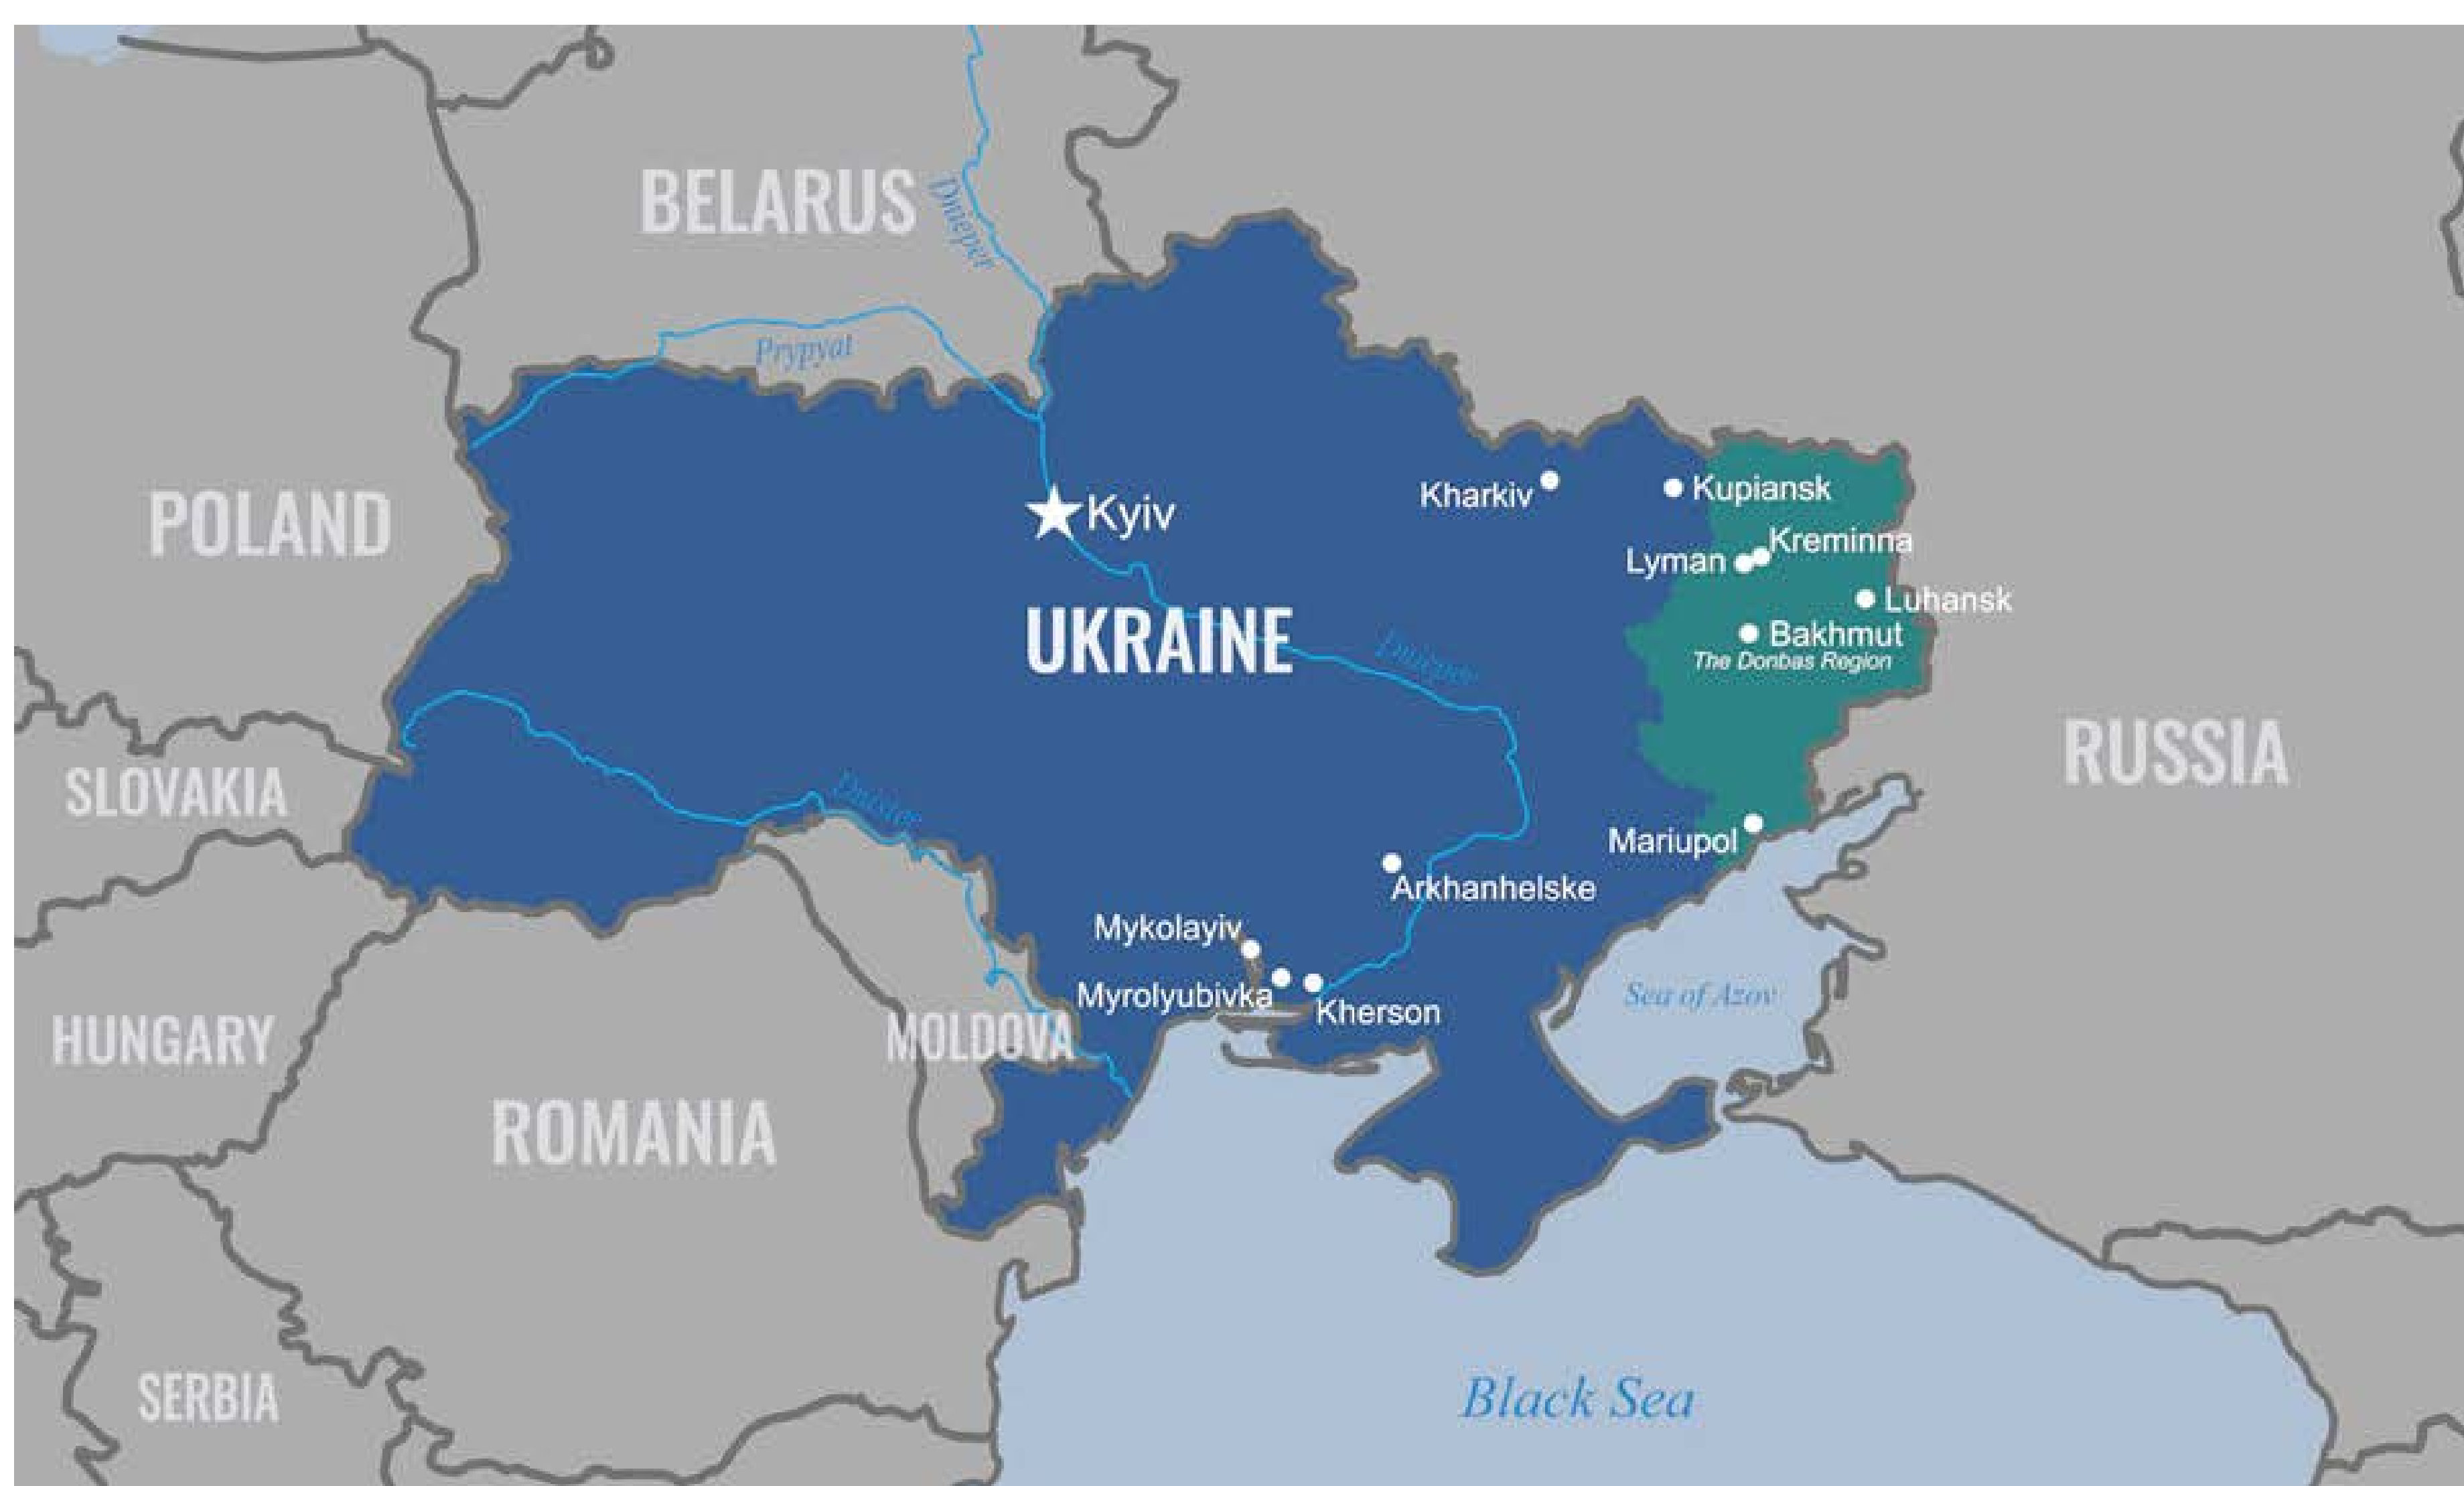 BELARUS
Dnieper
Prypyat
POLAND
Kyiv
Kharkiv
Kupiansk
Kreminna
Lyman
Luhansk
UKRAINE
Bakhmut
The Donbas Region
Dnieper
RUSSIA
SLOVAKIA
Dnister
Mariupol
Arkhanhelske
Mykolayiv
Myrolyubivka
Kherson
Sea of Azov
HUNGARY
MOLDOVA
ROMANIA
SERBIA
Black Sea